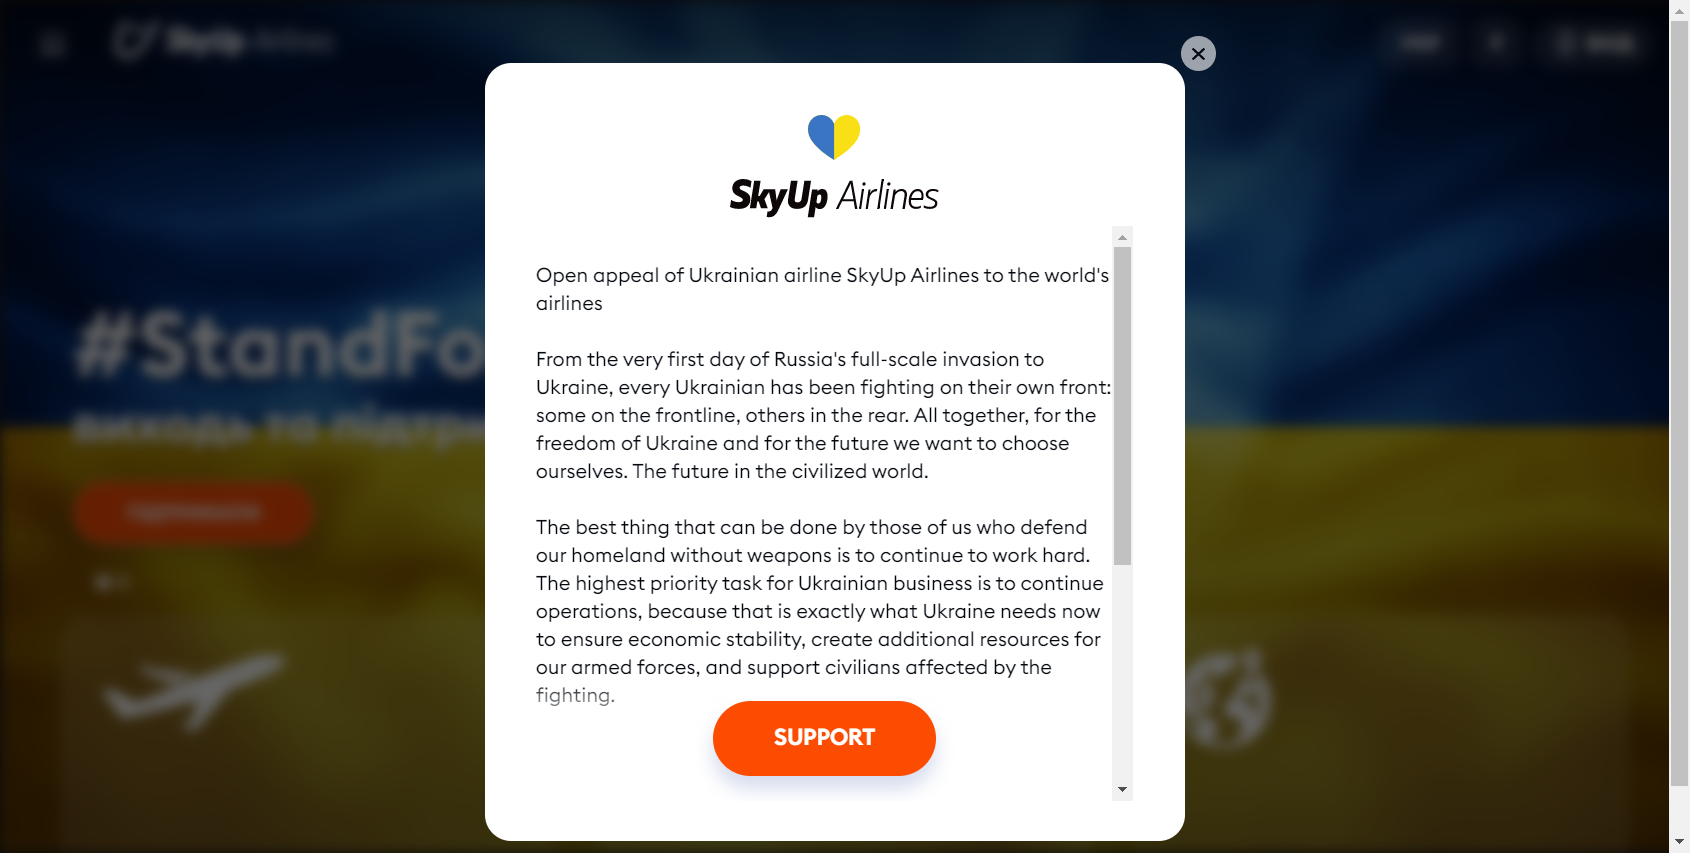 SkyUp Airlines
#StandFo
виходь та підтри
SkyUp Airlines
Open appeal of Ukrainian airline SkyUp Airlines to the world's
airlines
From the very first day of Russia's full-scale invasion to
Ukraine, every Ukrainian has been fighting on their own front:
some on the frontline, others in the rear. All together, for the
freedom of Ukraine and for the future we want to choose
ourselves. The future in the civilized world.
The best thing that can be done by those of us who defend
our homeland without weapons is to continue to work hard.
The highest priority task for Ukrainian business is to continue
operations, because that is exactly what Ukraine needs now
to ensure economic stability, create additional resources for
our armed forces, and support civilians affected by the
fighting.
SUPPORT